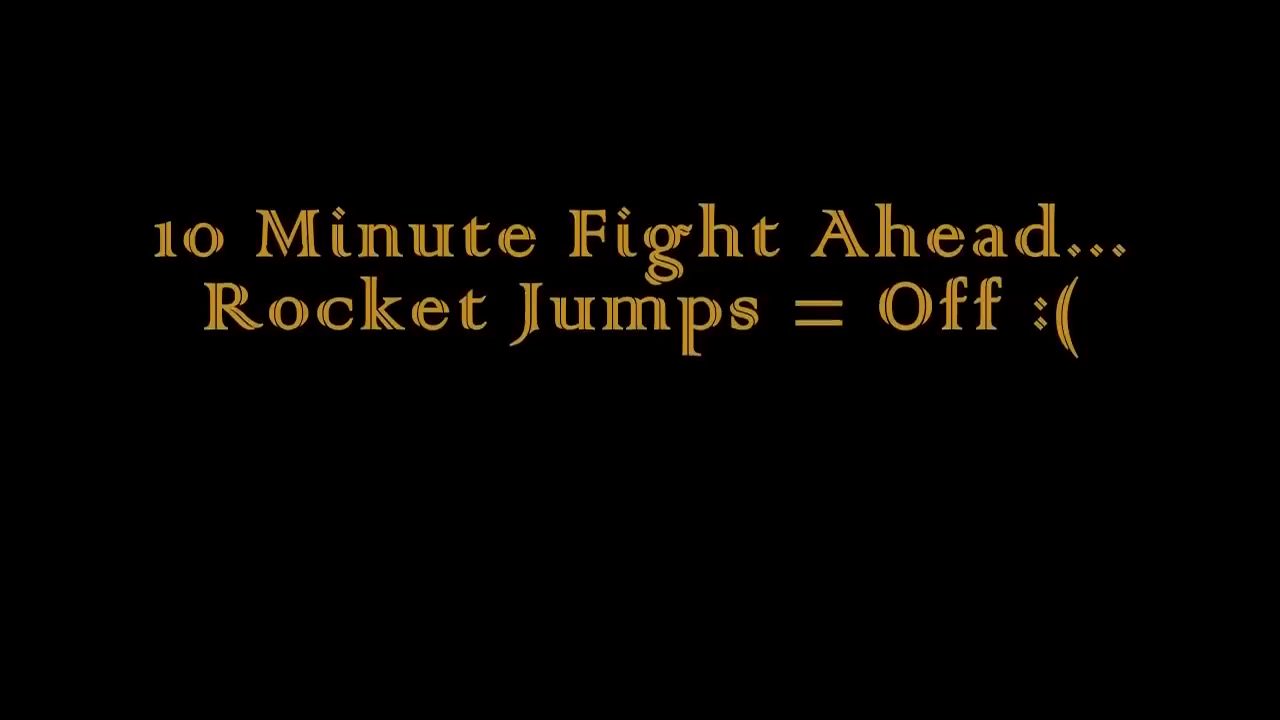 10 Minute Fight Ahead...
Rocket Jumps = Off :(